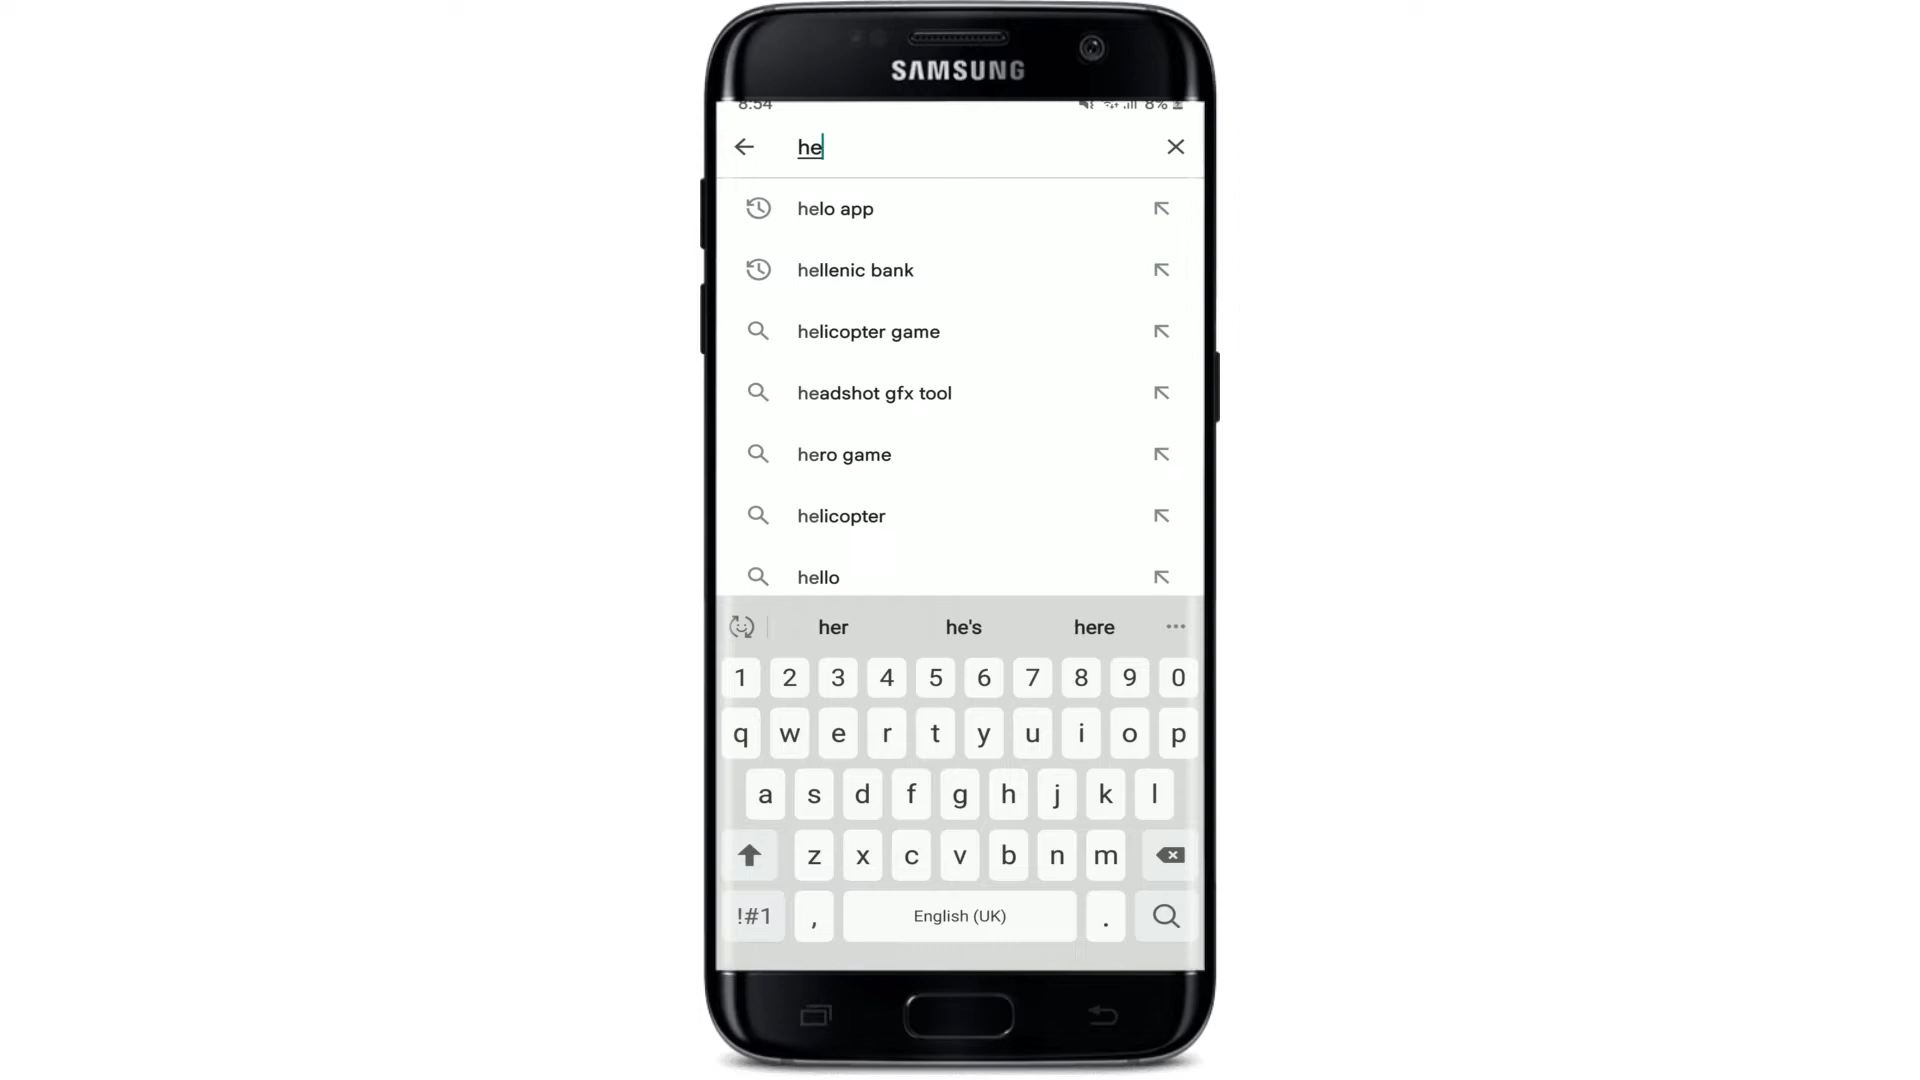 SAMSUNG
8:54 8%
he
helo app
hellenic bank
helicopter game
headshot gfx tool
hero game
helicopter
hello
her he's here
1 2 3 4 5 6 7 8 9 0
q w e r t y u i o p
a s d f g h j k l
z x c v b n m
!#1 , English (UK) .